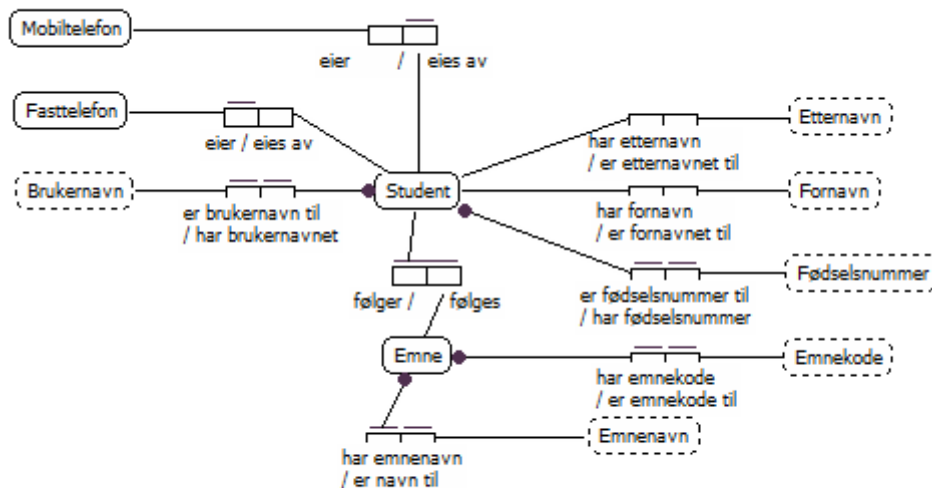 Mobiltelefon
eier / eies av
Fasttelefon
eier / eies av
Etternavn
har etternavn
/ er etternavnet til
Brukernavn
Student
Fornavn
er brukernavn til
/ har brukernavnet
har fornavn
/ er fornavnet til
Fødselsnummer
følger / følges
er fødselsnummer til
/ har fødselsnummer
Emne
Emnekode
har emnekode
/ er emnekode til
Emnenavn
har emnenavn
/ er navn til